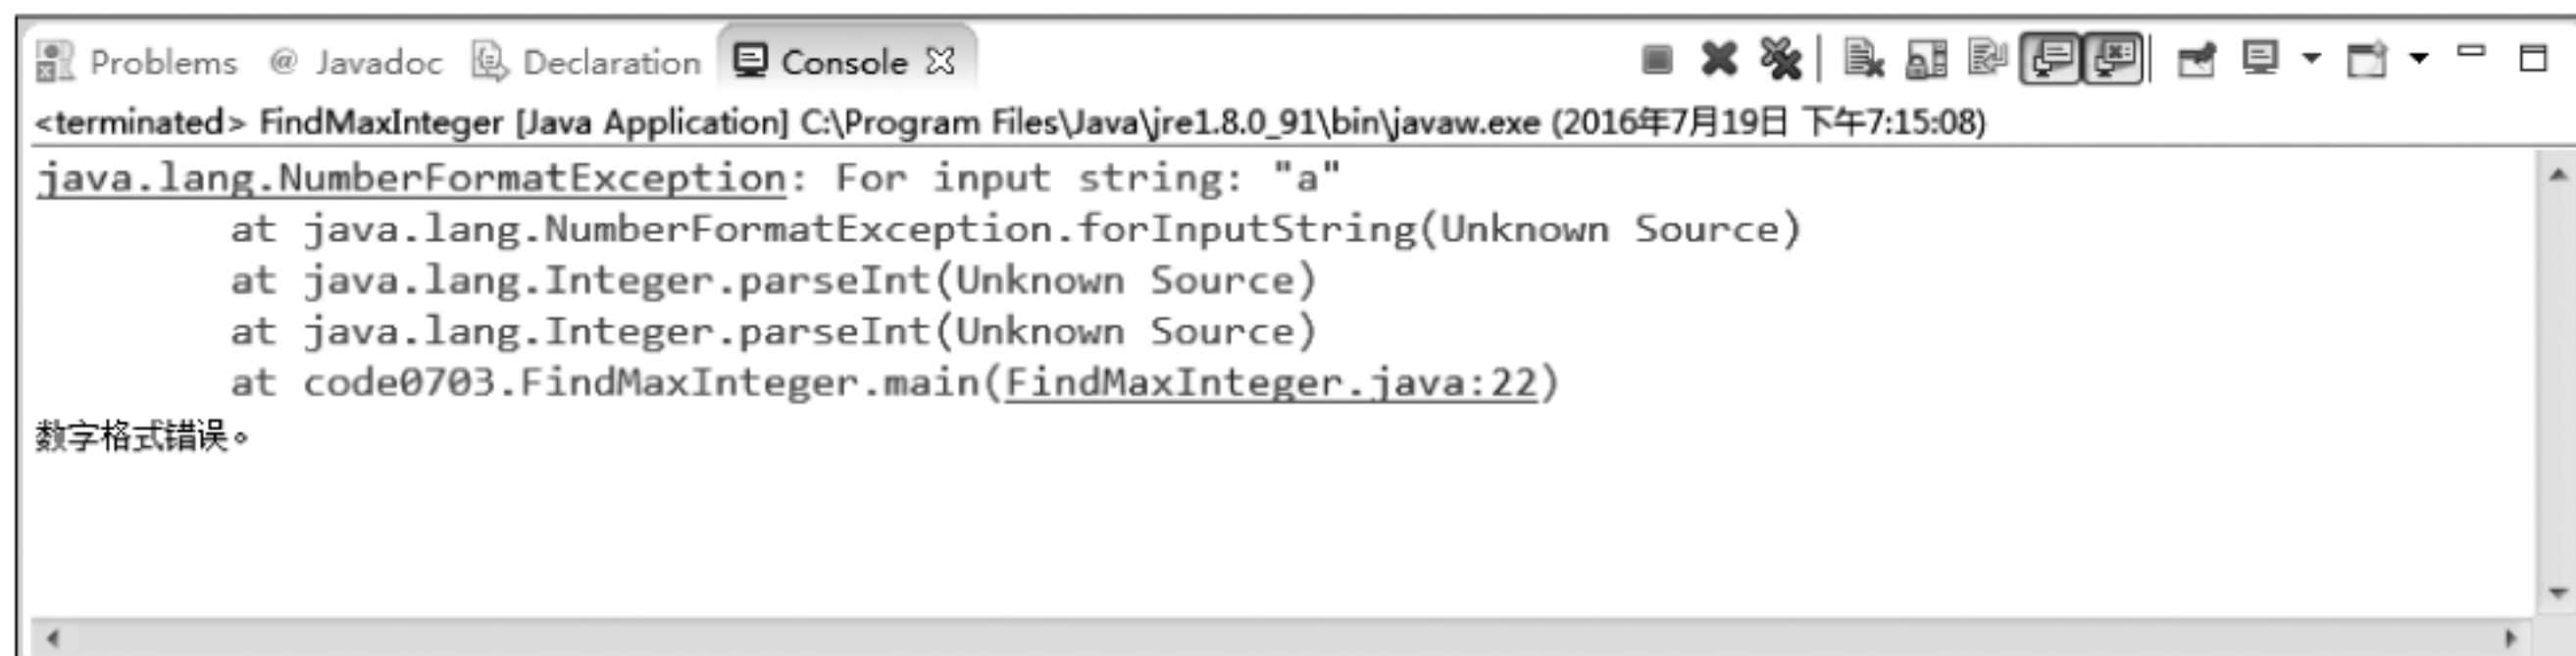 Problems @ Javadoc Declaration Console
<terminated> FindMaxInteger [Java Application] C:\Program Files\Java\jre1.8.0_91\bin\javaw.exe (2016年7月19日 下午7:15:08)
java.lang.NumberFormatException: For input string: "a"
at java.lang.NumberFormatException.forInputString(Unknown Source)
at java.lang.Integer.parseInt(Unknown Source)
at java.lang.Integer.parseInt(Unknown Source)
at code0703.FindMaxInteger.main(FindMaxInteger.java:22)
数字格式错误。